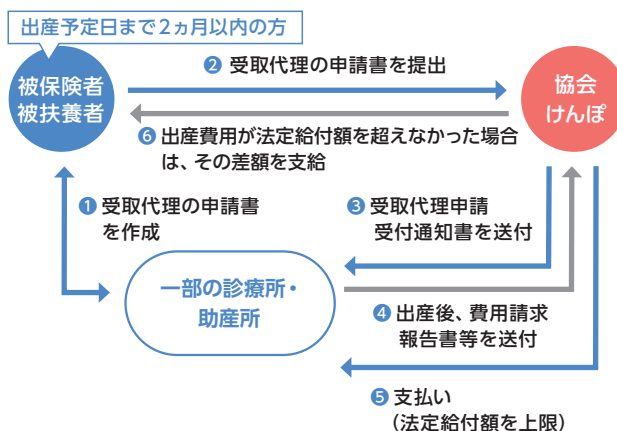 出産予定日まで2ヵ月以内の方
被保険者
被扶養者
❷ 受取代理の申請書を提出
協会
けんぽ
❻ 出産費用が法定給付額を超えなかった場合
は、その差額を支給
❶ 受取代理の申請書
を作成
❸ 受取代理申請
受付通知書を送付
一部の診療所・
助産所
❹ 出産後、費用請求
報告書等を送付
❺ 支払い
（法定給付額を上限）